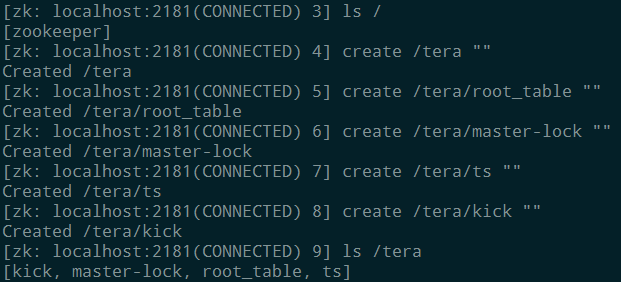 [zk: localhost:2181(CONNECTED) 3] ls /
[zookeeper]
[zk: localhost:2181(CONNECTED) 4] create /tera ""
Created /tera
[zk: localhost:2181(CONNECTED) 5] create /tera/root_table ""
Created /tera/root_table
[zk: localhost:2181(CONNECTED) 6] create /tera/master-lock ""
Created /tera/master-lock
[zk: localhost:2181(CONNECTED) 7] create /tera/ts ""
Created /tera/ts
[zk: localhost:2181(CONNECTED) 8] create /tera/kick ""
Created /tera/kick
[zk: localhost:2181(CONNECTED) 9] ls /tera
[kick, master-lock, root_table, ts]